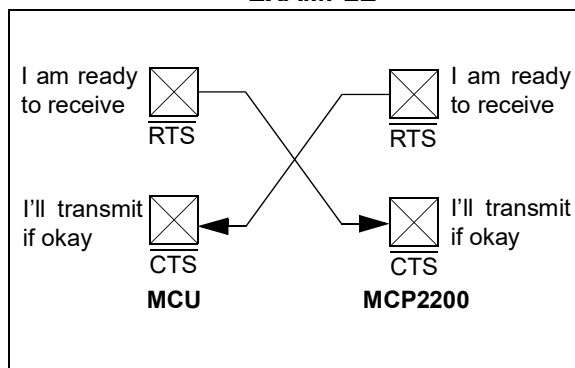 I am ready
to receive
RTS
I am ready
to receive
RTS
I'll transmit
if okay
CTS
I'll transmit
if okay
CTS
MCU
MCP2200